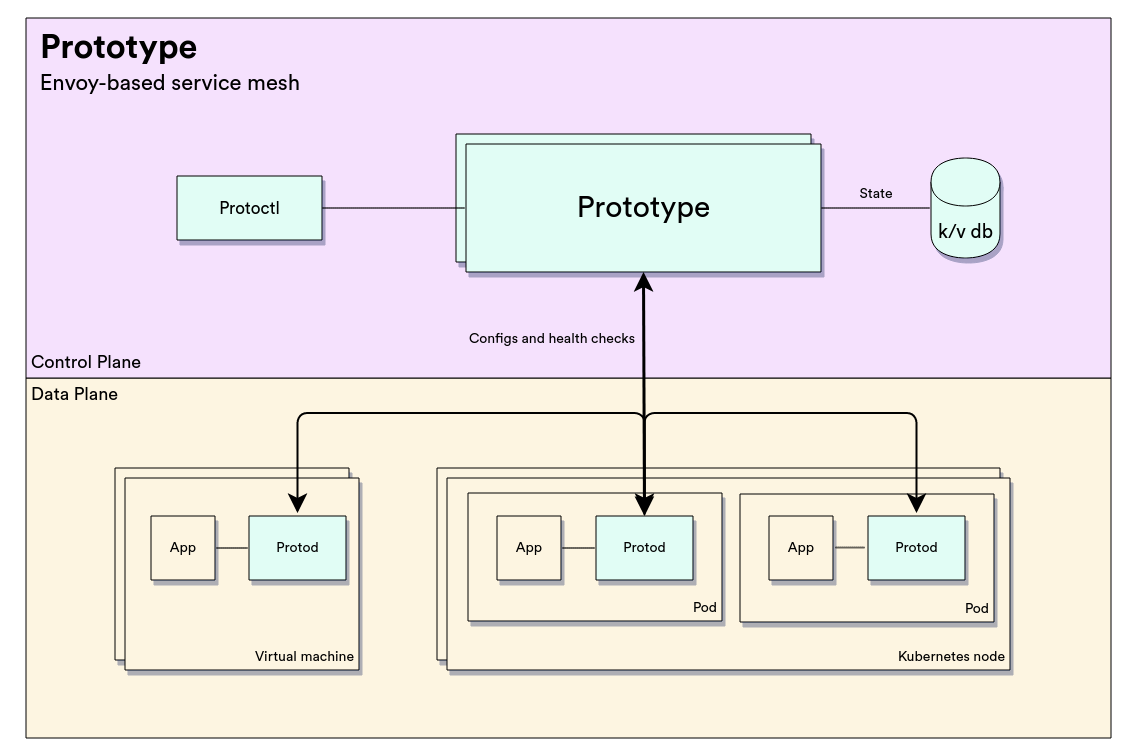 Prototype
Envoy-based service mesh
Protoctl
Prototype
State
k/v db
Configs and health checks
Control Plane
Data Plane
App
Protod
Virtual machine
App
Protod
Pod
App
Protod
Pod
Kubernetes node